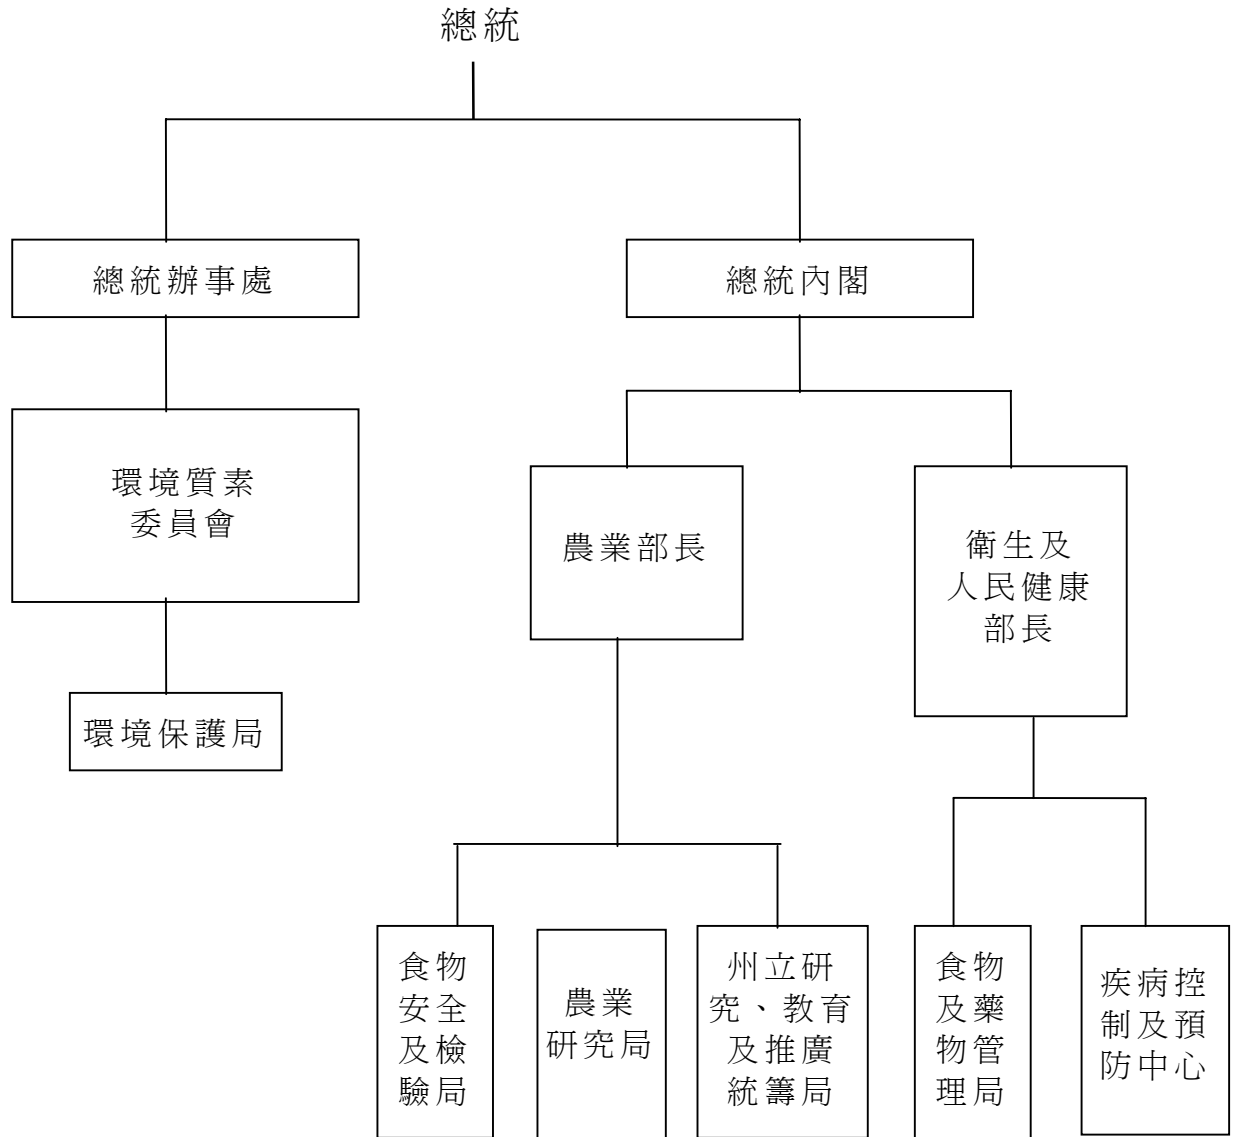 總統
總統辦事處
總統內閣
環境質素
委員會
農業部長
衛生及
人民健康
部長
環境保護局
食物
安全
及檢
驗局
農業
研究局
州立研
究、教育
及推廣
統籌局
食物
及藥
物管
理局
疾病控
制及預
防中心